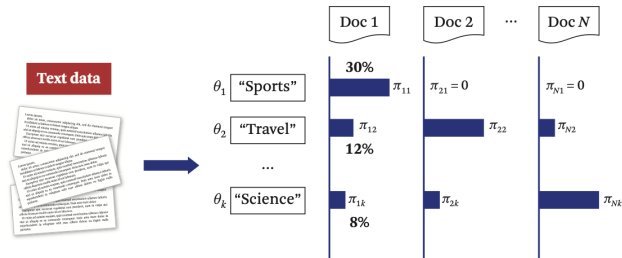 Doc 1 Doc 2 ... Doc N
Text data
30%
θ1 "Sports" π11 π21 = 0 πN1 = 0
θ2 "Travel" π12 π22 πN2
12%
...
θk "Science" π1k π2k πNk
8%